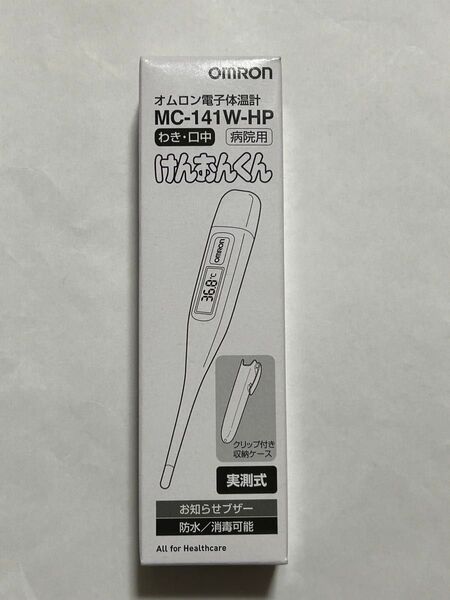 OMRON
オムロン電子体温計
MC-141W-HP
わき・口中 病院用
けんおんくん
OMRON
36.8℃
クリップ付き
収納ケース
実測式
お知らせブザー
防水/消毒可能
All for Healthcare